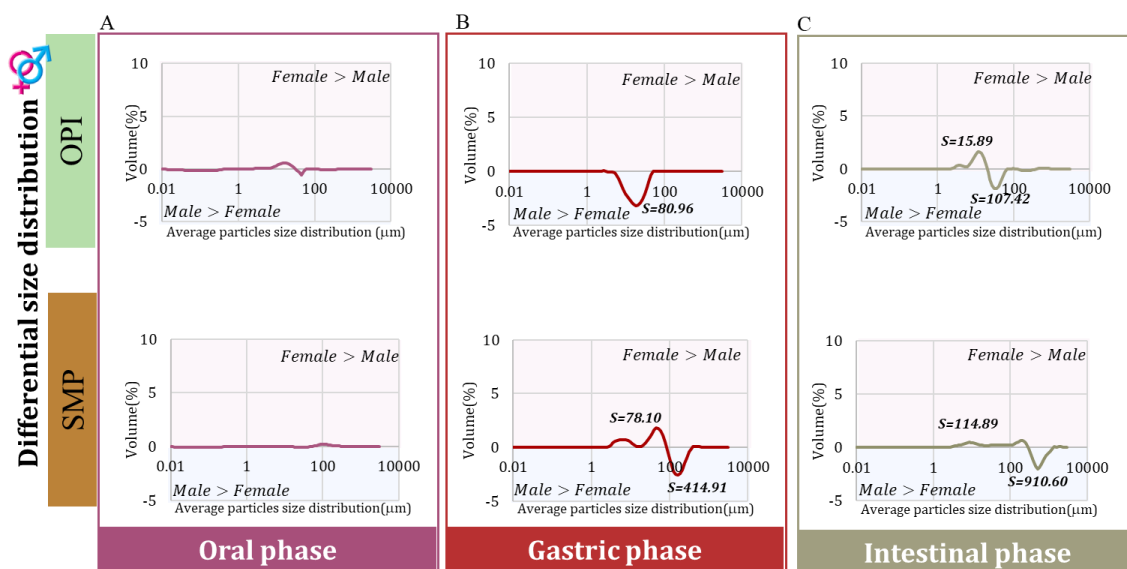 A
B
C
Differential size distribution
OPI
SMP
10
5
0
-5
Volume(%)
Female > Male
0.01
1
100
10000
Male > Female
Average particles size distribution (μm)
10
5
0
-5
Volume(%)
Female > Male
0.01
1
100
10000
Male > Female
S=80.96
Average particles size distribution(μm)
10
5
0
-5
Volume(%)
Female > Male
S=15.89
0.01
1
100
10000
S=107.42
Male > Female
Average particles size distribution(μm)
10
5
0
-5
Volume(%)
Female > Male
0.01
1
100
10000
Male > Female
Average particles size distribution(μm)
10
5
0
-5
Volume(%)
Female > Male
S=78.10
0.01
1
100
10000
Male > Female
S=414.91
Average particles size distribution(μm)
10
5
0
-5
Volume(%)
Female > Male
S=114.89
0.01
1
100
10000
Male > Female
S=910.60
Average particles size distribution(μm)
Oral phase
Gastric phase
Intestinal phase